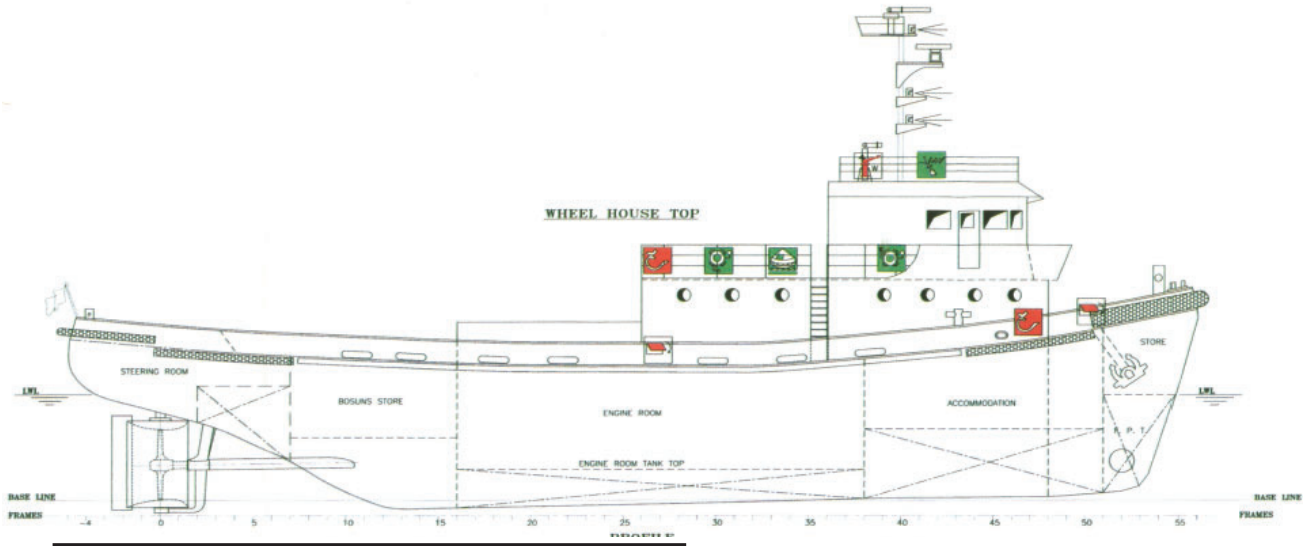 W
WHEEL HOUSE TOP
STORE
STEERING ROOM
LWL
LWL
BOSUNS STORE
ENGINE ROOM
ACCOMMODATION
F. P. T.
ENGINE ROOM TANK TOP
BASE LINE
BASE LINE
FRAMES
-4 0 5 10 15 20 25 30 35 40 45 50 55
FRAMES
PROFILE